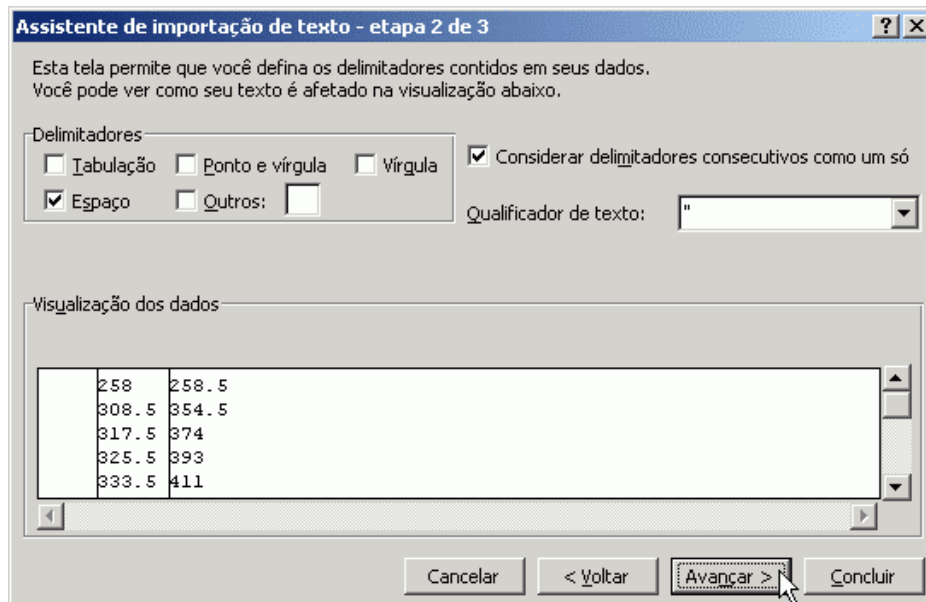 Assistente de importação de texto - etapa 2 de 3
Esta tela permite que você defina os delimitadores contidos em seus dados.
Você pode ver como seu texto é afetado na visualização abaixo.
Delimitadores
Tabulação Ponto e vírgula Vírgula
Espaço Outros:
Considerar delimitadores consecutivos como um só
Qualificador de texto: "
Visualização dos dados
258 258.5
308.5 354.5
317.5 374
325.5 393
333.5 411
Cancelar < Voltar Avançar > Concluir